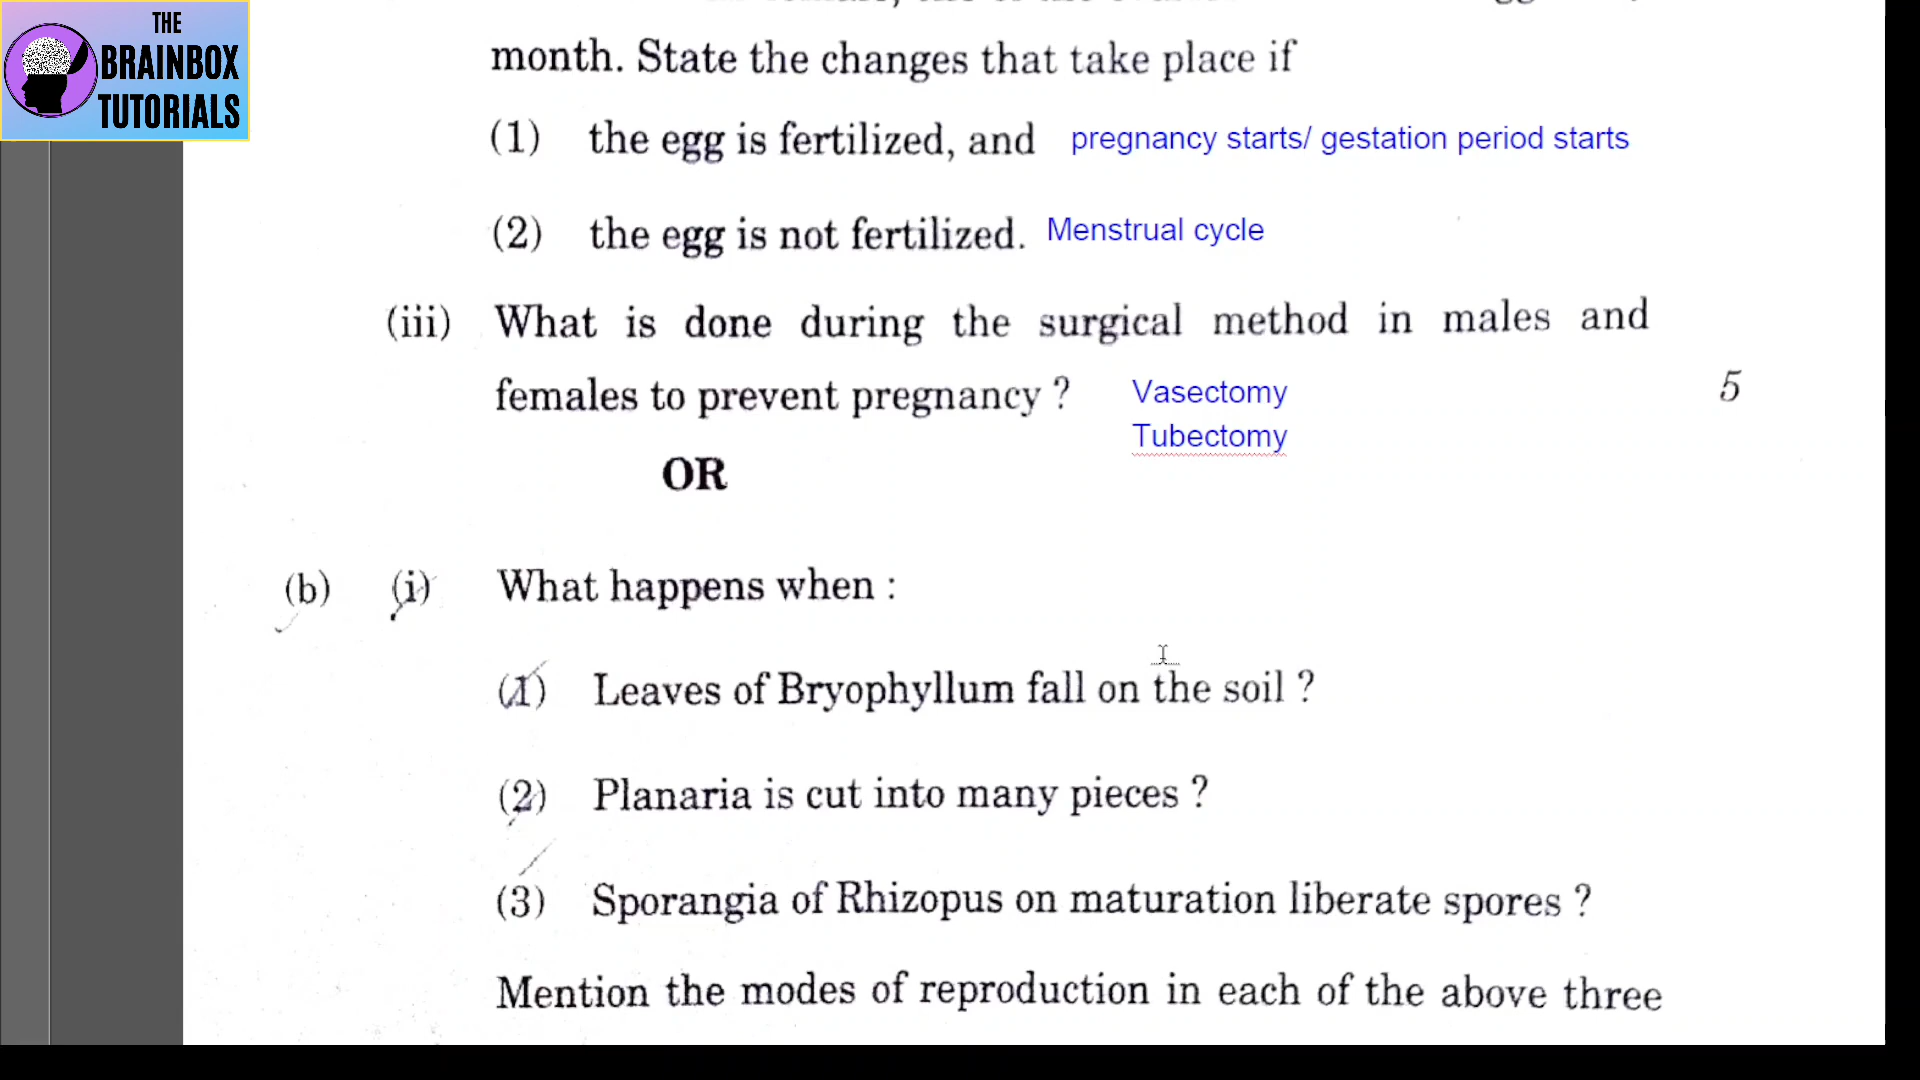 THE
BRAINBOX
TUTORIALS
month. State the changes that take place if
(1) the egg is fertilized, and pregnancy starts/ gestation period starts
(2) the egg is not fertilized. Menstrual cycle
(iii) What is done during the surgical method in males and
females to prevent pregnancy ? Vasectomy 5
Tubectomy
OR
(b) (i) What happens when :
(1) Leaves of Bryophyllum fall on the soil ?
(2) Planaria is cut into many pieces ?
(3) Sporangia of Rhizopus on maturation liberate spores ?
Mention the modes of reproduction in each of the above three